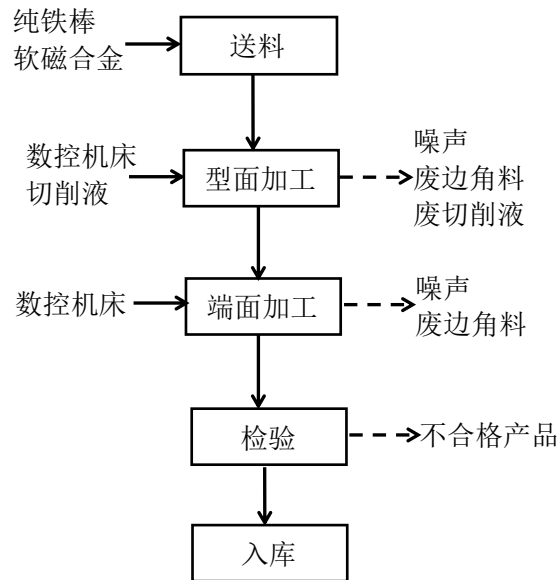 纯铁棒
软磁合金
送料
数控机床
切削液
型面加工
噪声
废边角料
废切削液
数控机床
端面加工
噪声
废边角料
检验
不合格产品
入库